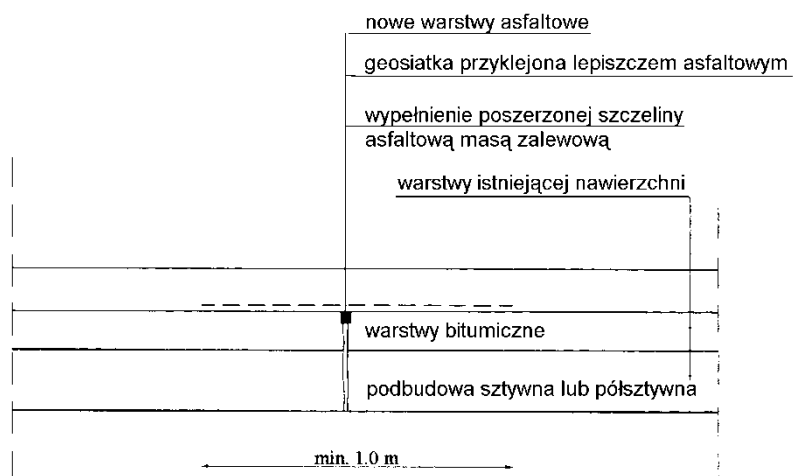 nowe warstwy asfaltowe
geosiatka przyklejona lepiszczem asfaltowym
wypełnienie poszerzonej szczeliny
asfaltową masą zalewową
warstwy istniejącej nawierzchni
warstwy bitumiczne
podbudowa sztywna lub półsztywna
min. 1.0 m